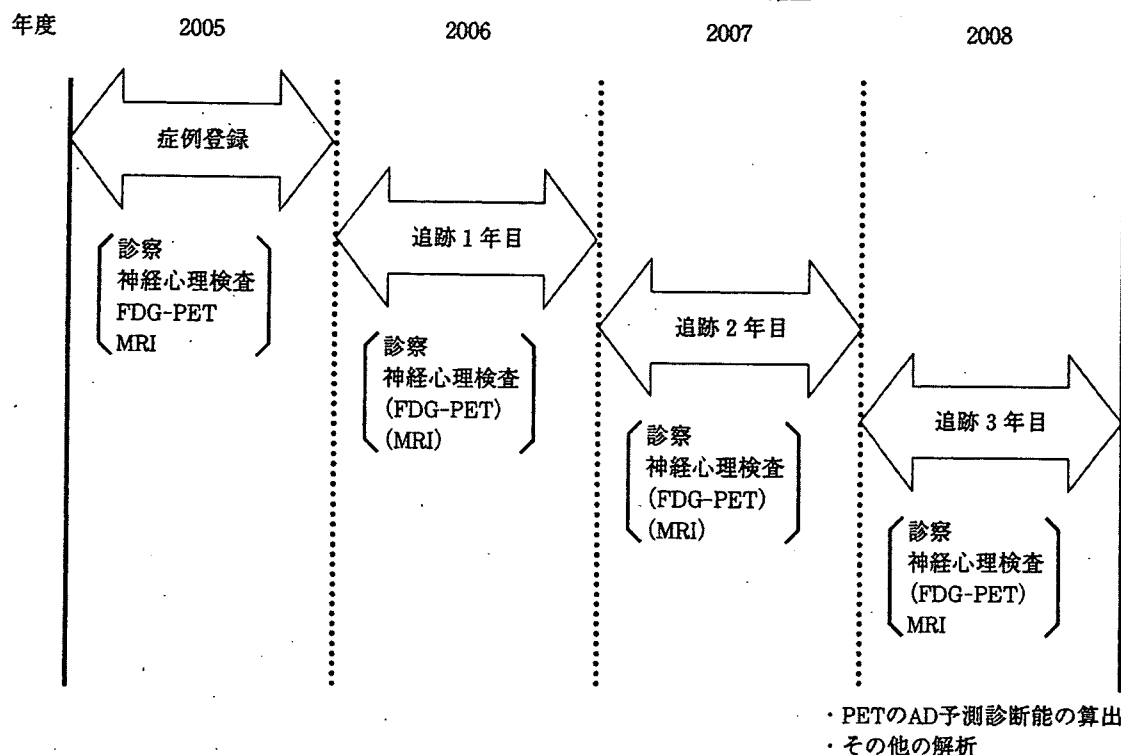 年度 2005 2006 2007 2008
症例登録
診察
神経心理検査
FDG-PET
MRI
追跡1年目
診察
神経心理検査
(FDG-PET)
(MRI)
追跡2年目
診察
神経心理検査
(FDG-PET)
(MRI)
追跡3年目
診察
神経心理検査
(FDG-PET)
MRI
・PETのAD予測診断能の算出
・その他の解析